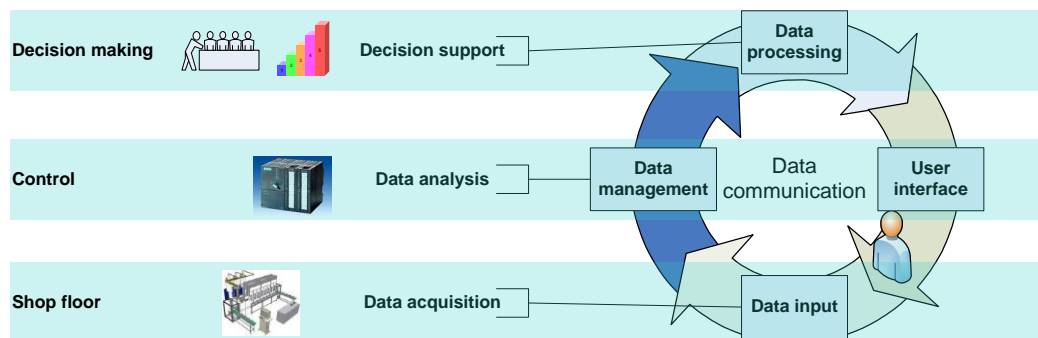 Decision making
Decision support
Data
processing
Control
Data analysis
Data
management
Data
communication
User
interface
Shop floor
Data acquisition
Data input